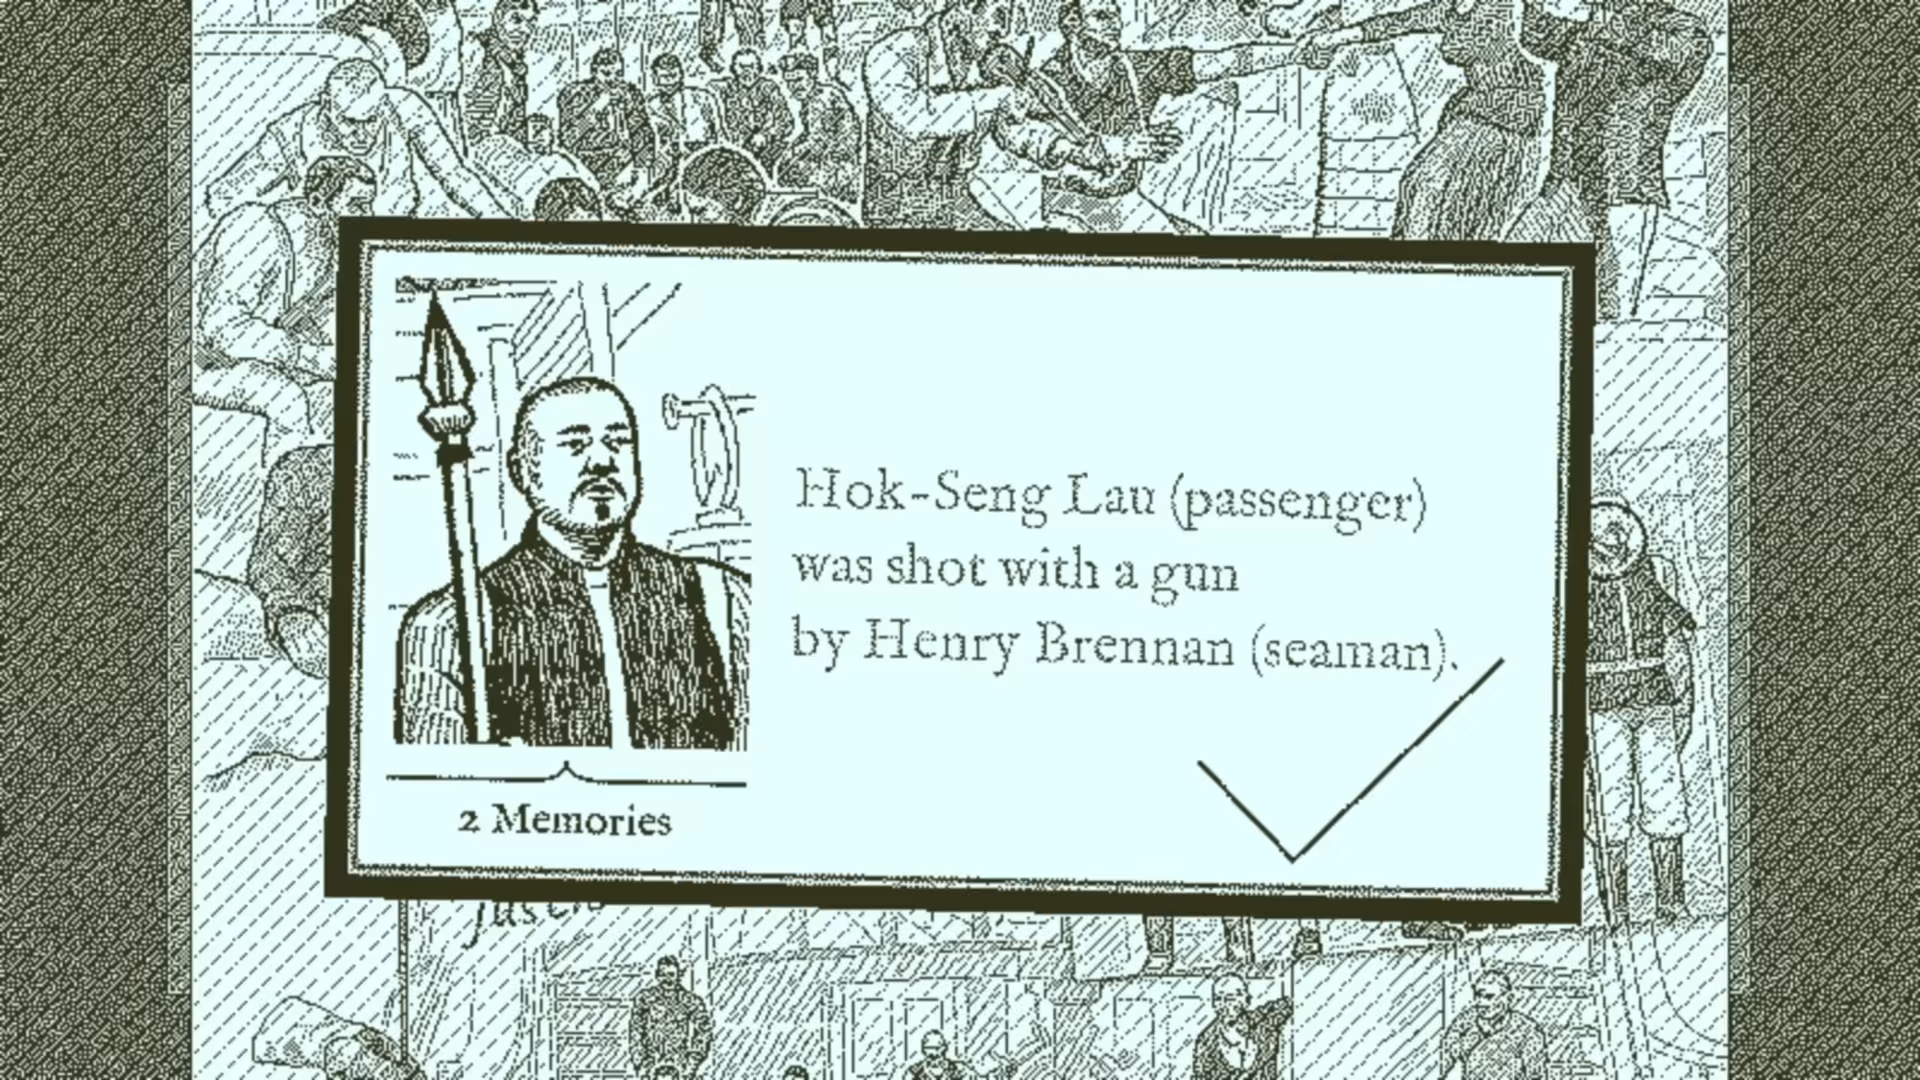 Hok-Seng Lau (passenger)
was shot with a gun
by Henry Brennan (seaman).
2 Memories